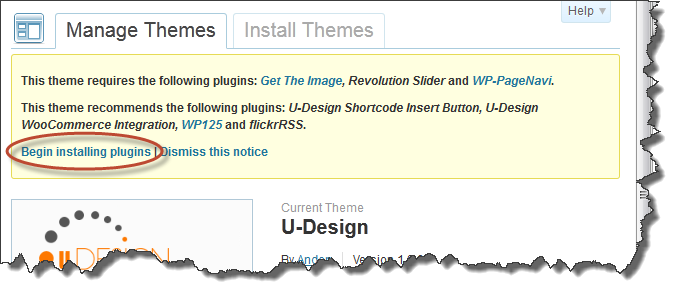 Help
Manage Themes
Install Themes
This theme requires the following plugins: Get The Image, Revolution Slider and WP-PageNavi.
This theme recommends the following plugins: U-Design Shortcode Insert Button, U-Design
WooCommerce Integration, WP125 and flickrRSS.
Begin installing plugins | Dismiss this notice
Current Theme
U-Design
By Andon Version 1
DESIGN